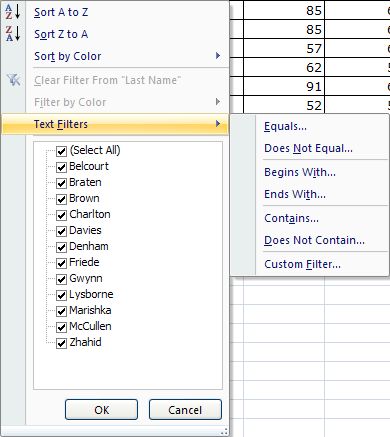 Sort A to Z
Sort Z to A
Sort by Color
Clear Filter From "Last Name"
Filter by Color
Text Filters
(Select All)
Belcourt
Braten
Brown
Charlton
Davies
Denham
Friede
Gwynn
Lysborne
Marishka
McCullen
Zhahid
OK Cancel
Equals...
Does Not Equal...
Begins With...
Ends With...
Contains...
Does Not Contain...
Custom Filter...
85
85
57
62
91
52